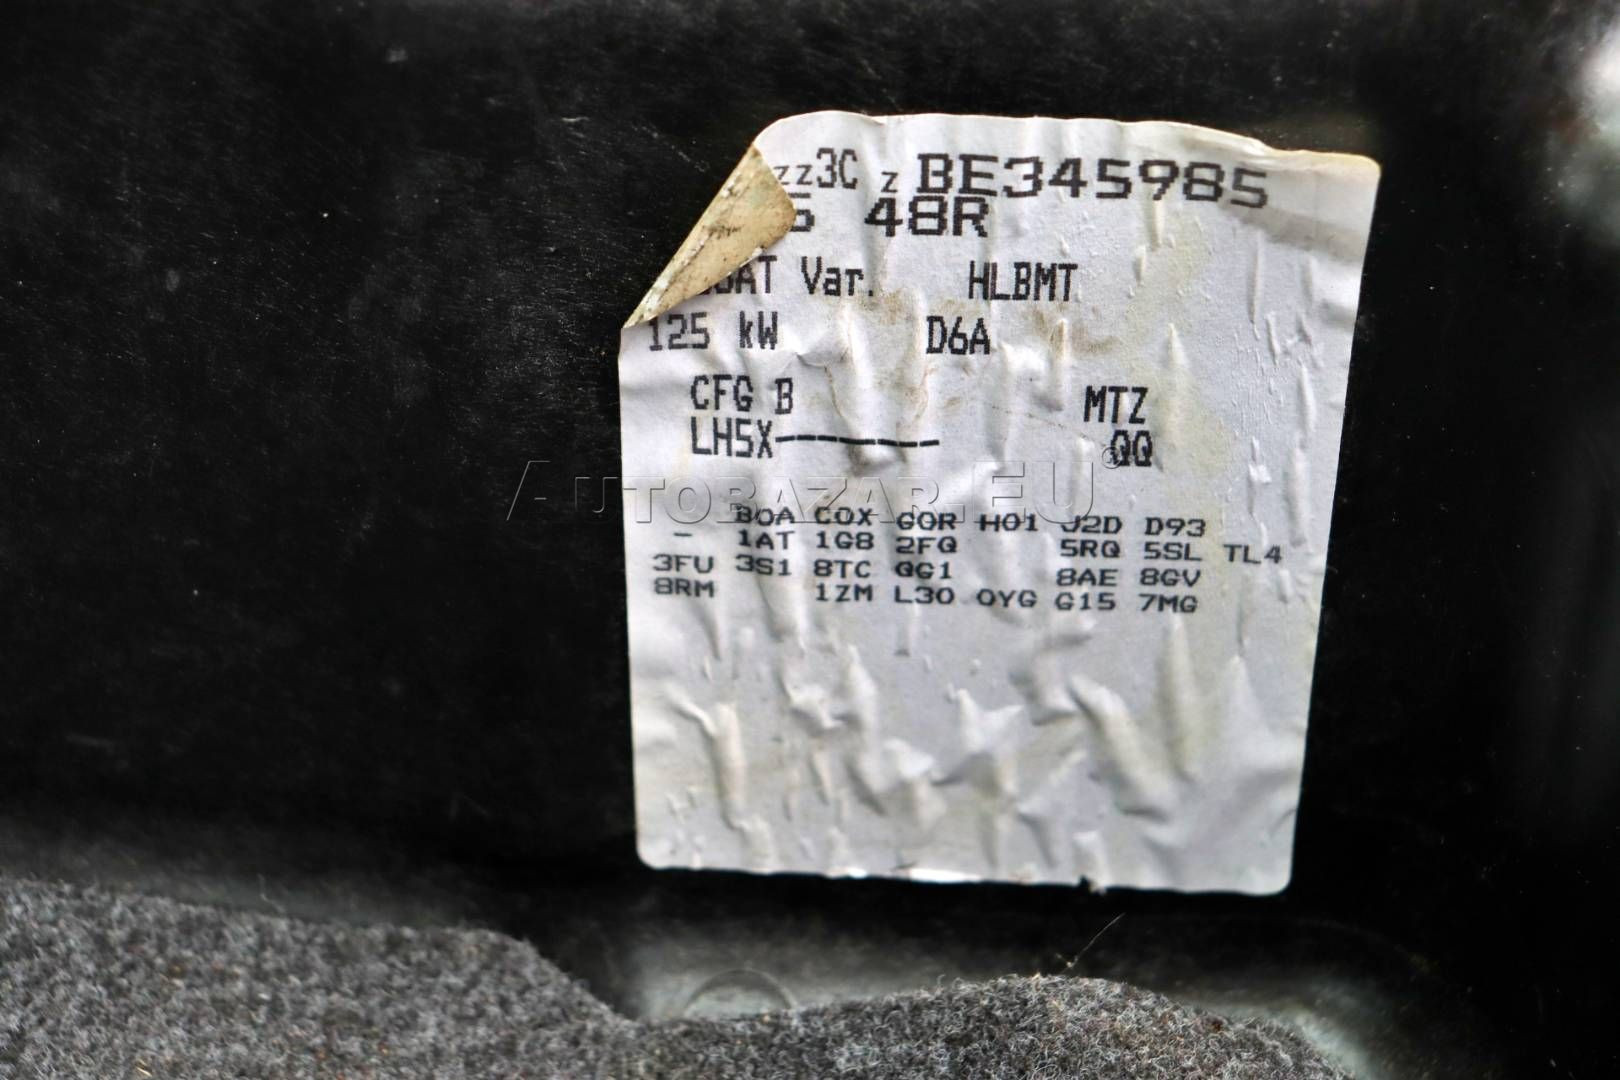 zz3C z BE345985
48R
Var. HLBMT
125 kW D6A
CFG B MTZ
LH5X------- QQ
AUTOBAZAR.EU®
B0A C0X G0R H01 J2D D93
- 1AT 1G8 2FQ 5RQ 5SL TL4
3FU 3S1 8TC QG1 8AE 8GV
8RM 1ZM L30 0YG G15 7MG